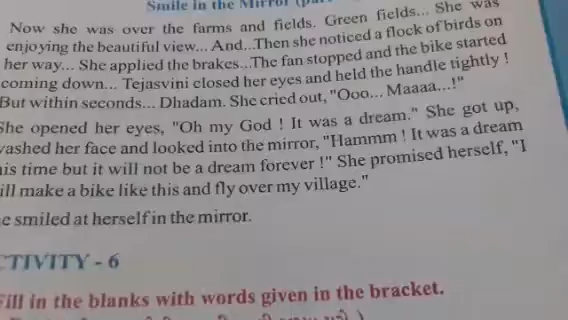 Smile in the Mirror
Now she was over the farms and fields. Green fields... She was
enjoying the beautiful view... And...Then she noticed a flock of birds on
her way... She applied the brakes...The fan stopped and the bike started
coming down... Tejasvini closed her eyes and held the handle tightly !
But within seconds... Dhadam. She cried out, "Ooo... Maaaa...!"
She opened her eyes, "Oh my God ! It was a dream." She got up,
washed her face and looked into the mirror, "Hammm ! It was a dream
his time but it will not be a dream forever !" She promised herself, "I
ill make a bike like this and fly over my village."
e smiled at herself in the mirror.
CTIVITY - 6
Fill in the blanks with words given in the bracket.